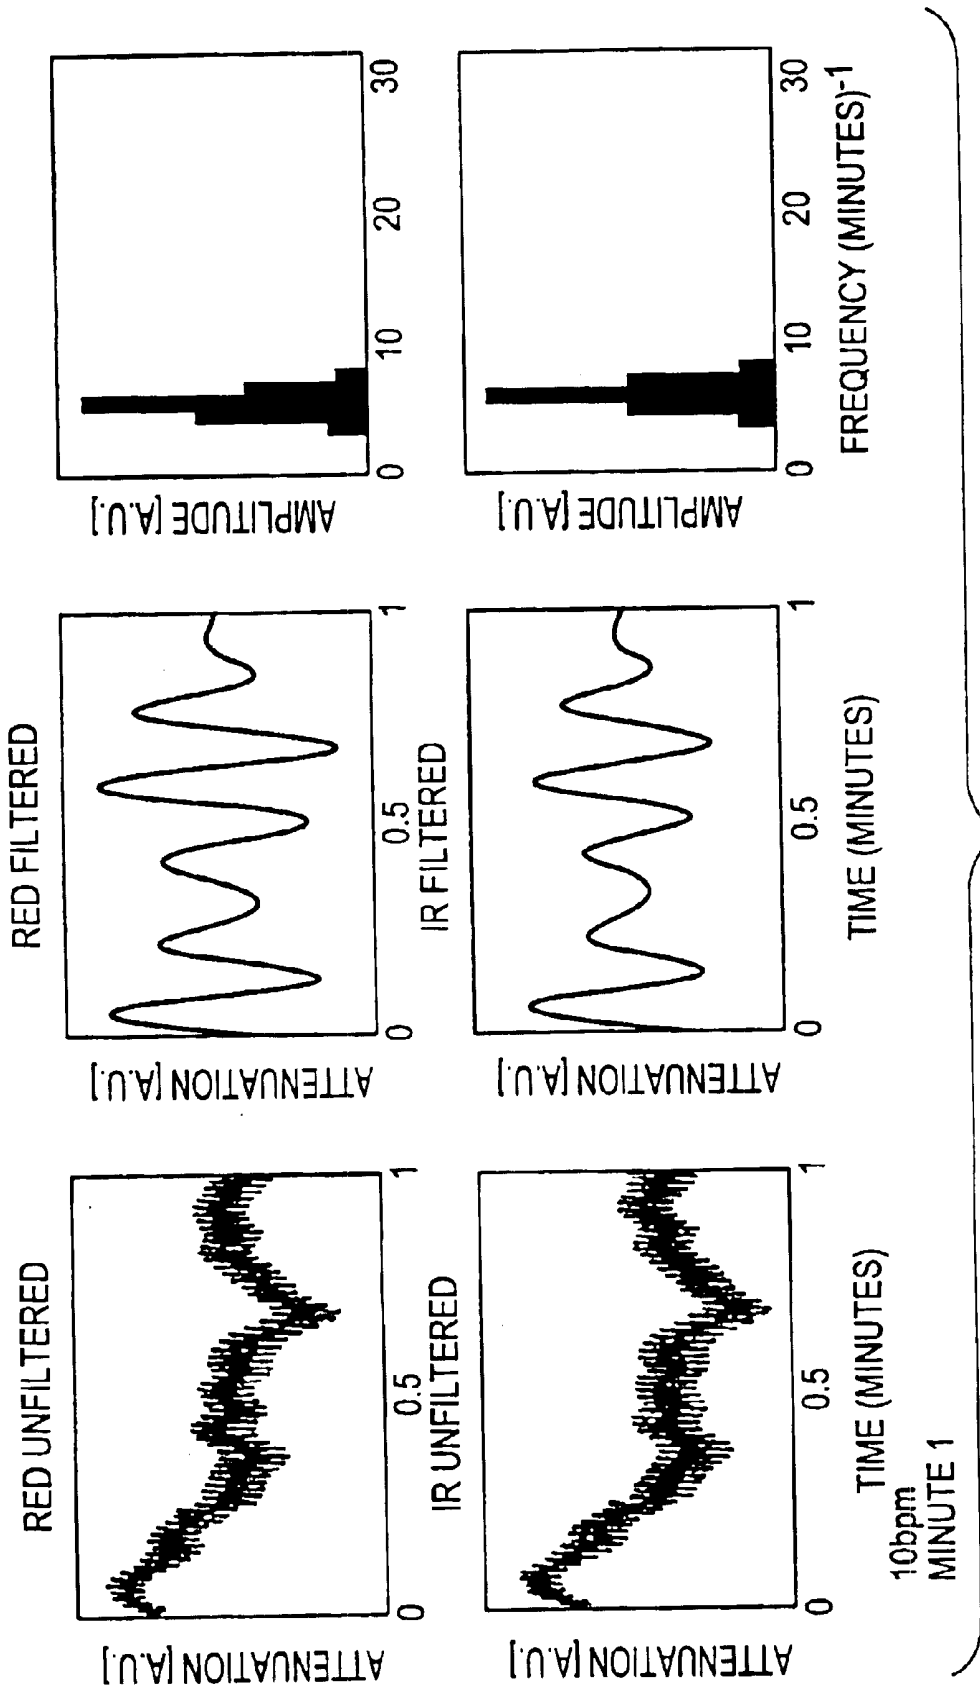 RED UNFILTERED
ATTENUATION [A.U.]
0 0.5 1
RED FILTERED
ATTENUATION [A.U.]
0 0.5 1
AMPLITUDE [A.U.]
0 10 20 30
IR UNFILTERED
ATTENUATION [A.U.]
0 0.5 1
TIME (MINUTES)
IR FILTERED
ATTENUATION [A.U.]
0 0.5 1
TIME (MINUTES)
AMPLITUDE [A.U.]
0 10 20 30
FREQUENCY (MINUTES)-1
10bpm
MINUTE 1